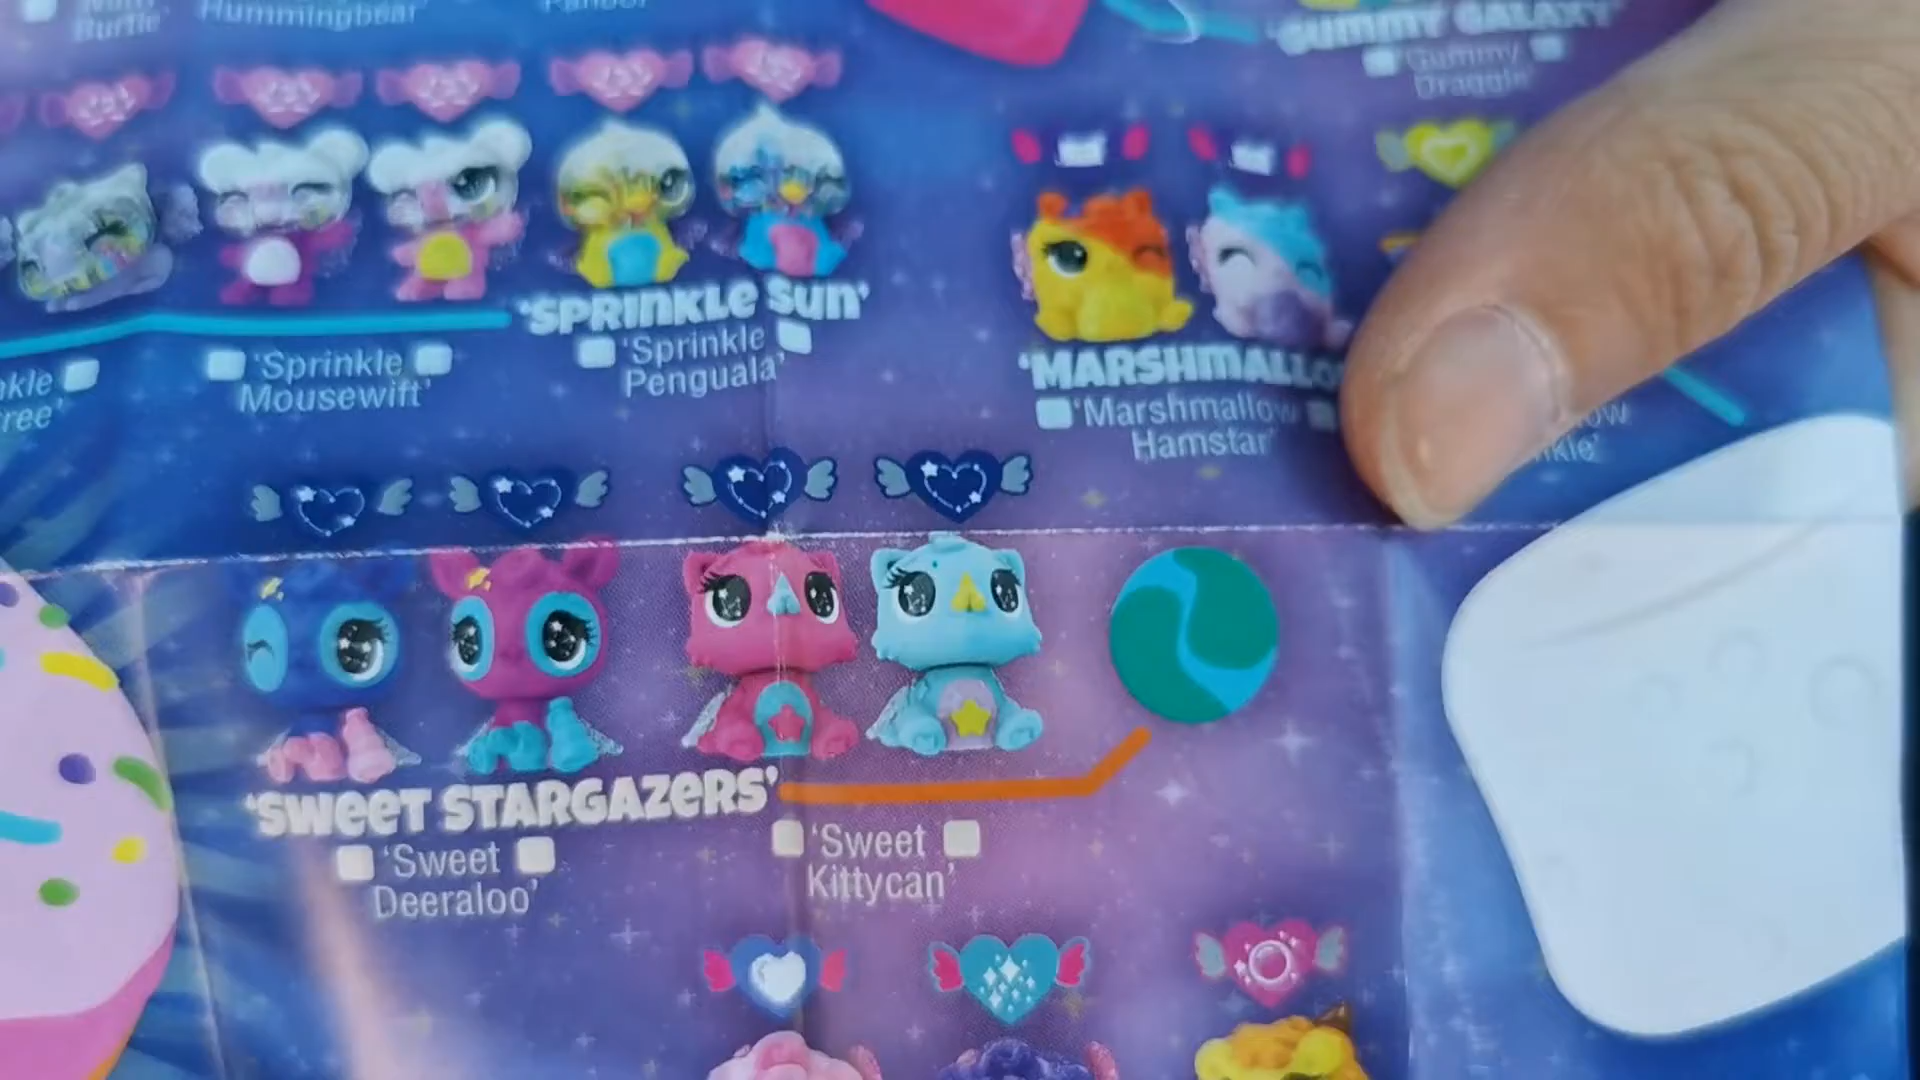 Hummingbear'
'GUMMY GALAXY'
'Gummy
Draggle'
'SPRINKLE SUN'
'Sprinkle
Mousewift'
'Sprinkle
Penguala'
'MARSHMALLO
'Marshmallow
Hamstar'
'SWEET STARGAZERS'
'Sweet
Deeraloo'
'Sweet
Kittycan'